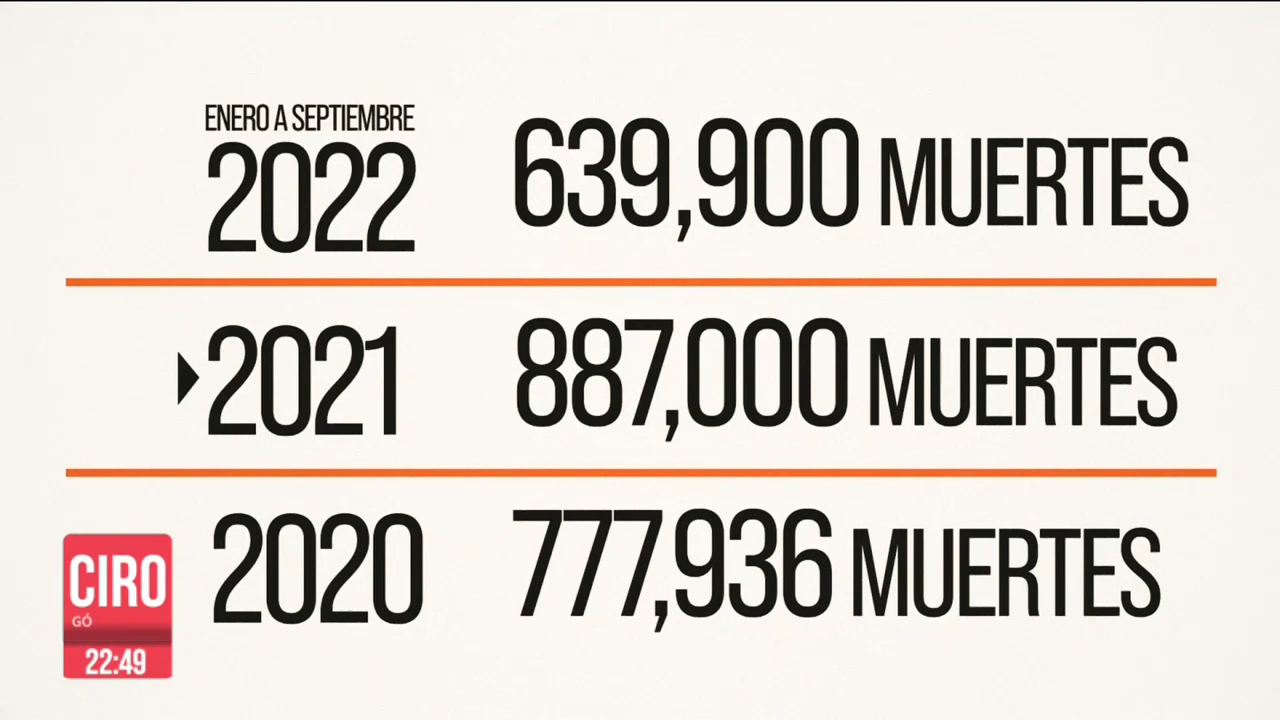 ENERO A SEPTIEMBRE
2022 639,900 MUERTES
2021 887,000 MUERTES
2020 777,936 MUERTES
CIRO
GÓ
22:49